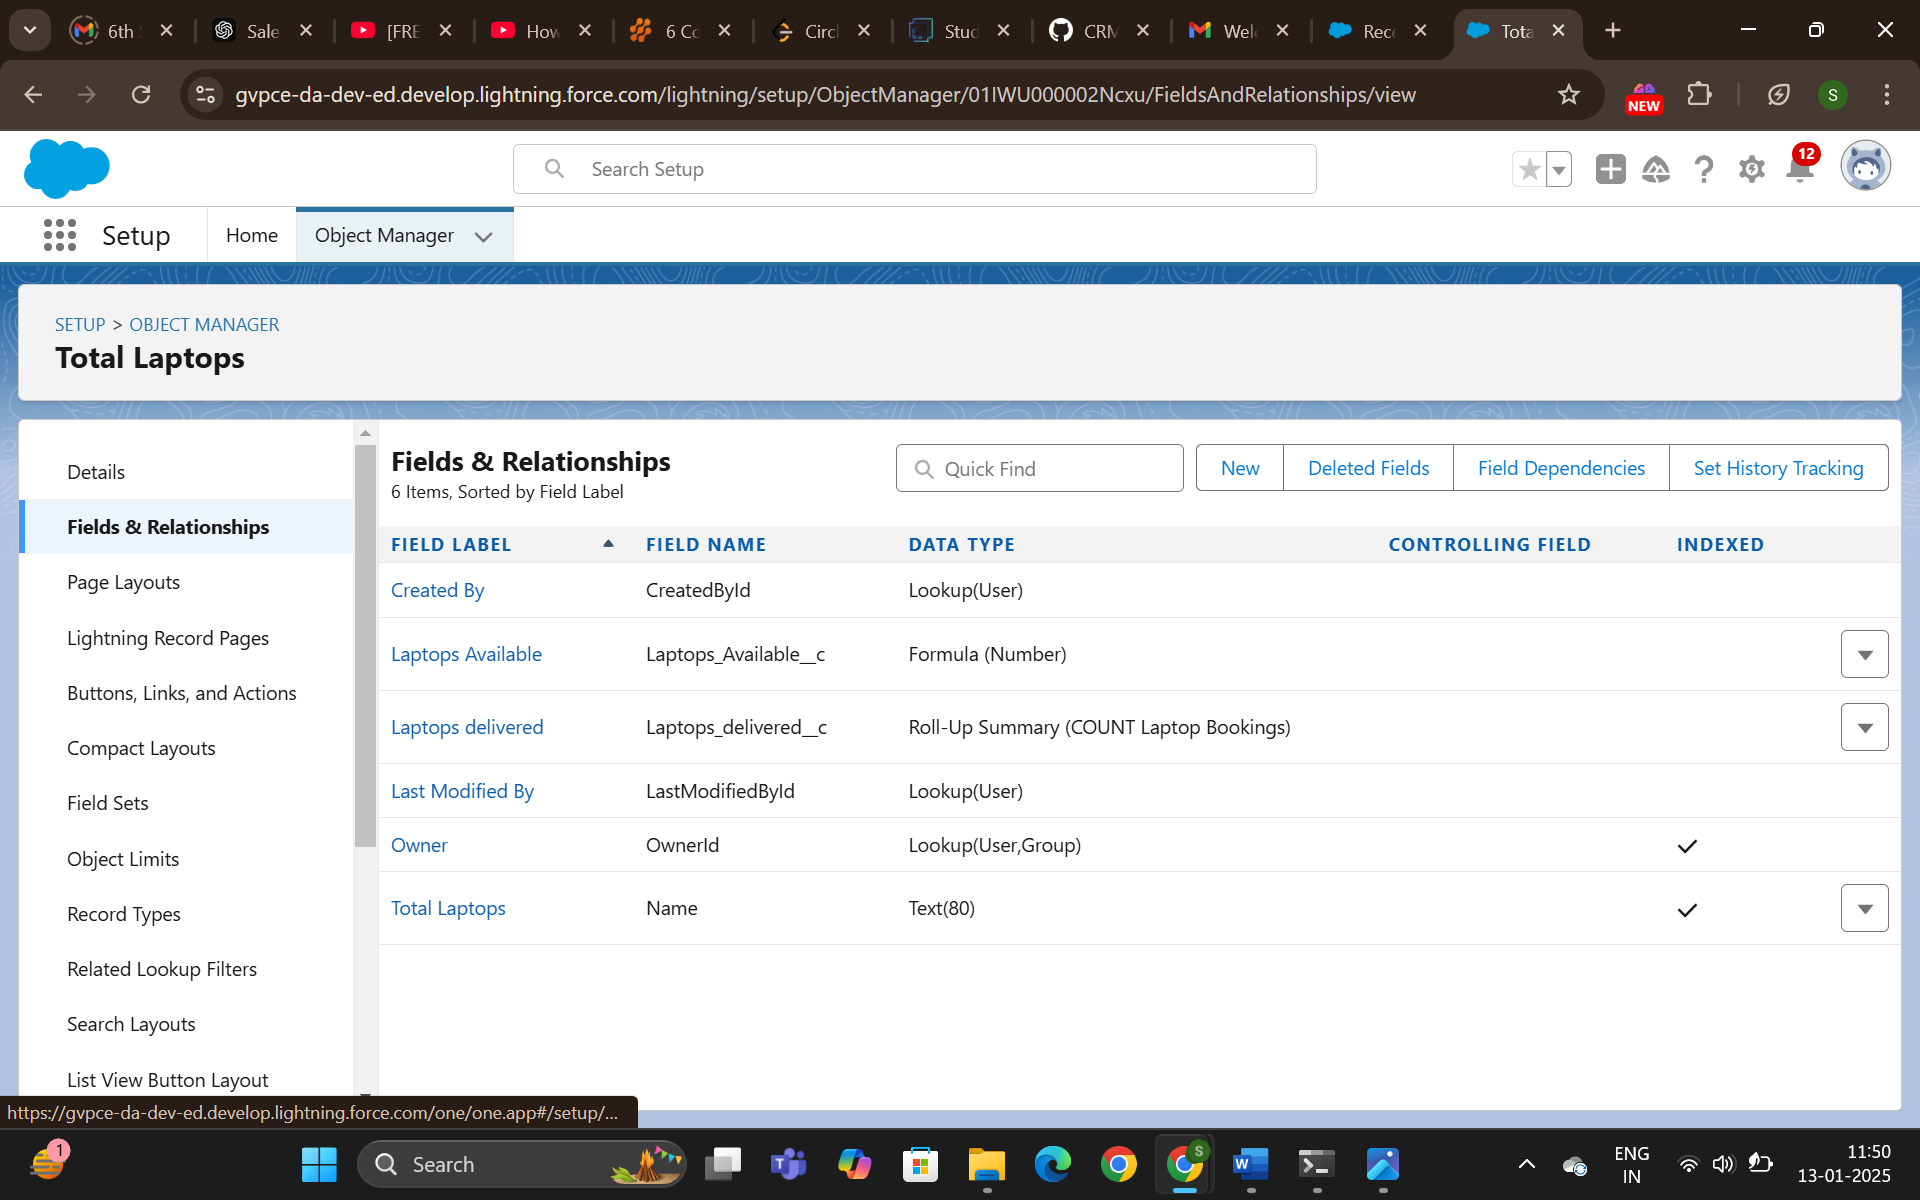 6th
Sale
[FRE
How
6 Co
Circl
Stud
CRM
Welc
Rec
Tota
gvpce-da-dev-ed.develop.lightning.force.com/lightning/setup/ObjectManager/01IWU000002Ncxu/FieldsAndRelationships/view
NEW
S
Search Setup
12
Setup
Home
Object Manager
SETUP > OBJECT MANAGER
Total Laptops
Details
Fields & Relationships
Page Layouts
Lightning Record Pages
Buttons, Links, and Actions
Compact Layouts
Field Sets
Object Limits
Record Types
Related Lookup Filters
Search Layouts
List View Button Layout
Fields & Relationships
6 Items, Sorted by Field Label
Quick Find
New
Deleted Fields
Field Dependencies
Set History Tracking
FIELD LABEL FIELD NAME DATA TYPE CONTROLLING FIELD INDEXED
Created By CreatedById Lookup(User)
Laptops Available Laptops_Available__c Formula (Number)
Laptops delivered Laptops_delivered__c Roll-Up Summary (COUNT Laptop Bookings)
Last Modified By LastModifiedById Lookup(User)
Owner OwnerId Lookup(User,Group)
Total Laptops Name Text(80)
https://gvpce-da-dev-ed.develop.lightning.force.com/one/one.app#/setup/...
1
Search
S
ENG
IN
11:50
13-01-2025